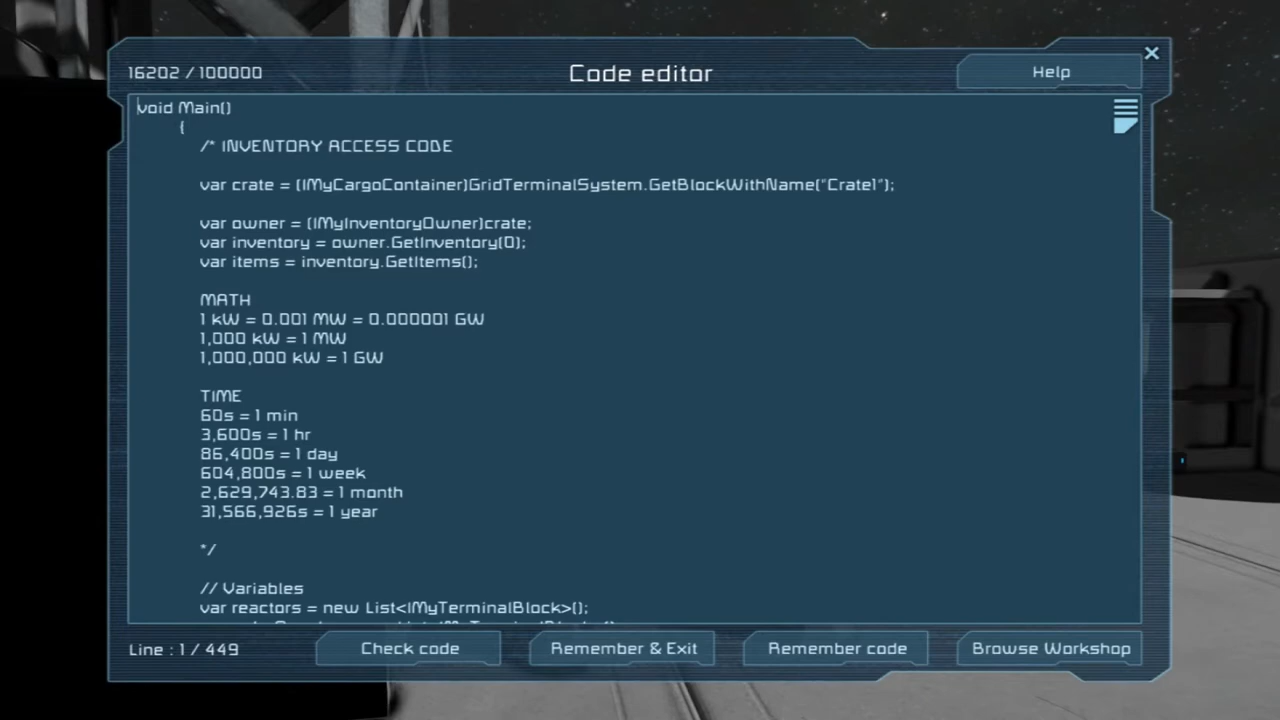 16202 / 100000
Code editor
Help
void Main()
{
/* INVENTORY ACCESS CODE
var crate = (IMyCargoContainer)GridTerminalSystem.GetBlockWithName("Crate1");
var owner = (IMyInventoryOwner)crate;
var inventory = owner.GetInventory(0);
var items = inventory.GetItems();
MATH
1 kW = 0.001 MW = 0.000001 GW
1,000 kW = 1 MW
1,000,000 kW = 1 GW
TIME
60s = 1 min
3,600s = 1 hr
86,400s = 1 day
604,800s = 1 week
2,629,743.83 = 1 month
31,566,926s = 1 year
*/
// Variables
var reactors = new List<IMyTerminalBlock>();
Line : 1 / 449
Check code
Remember & Exit
Remember code
Browse Workshop